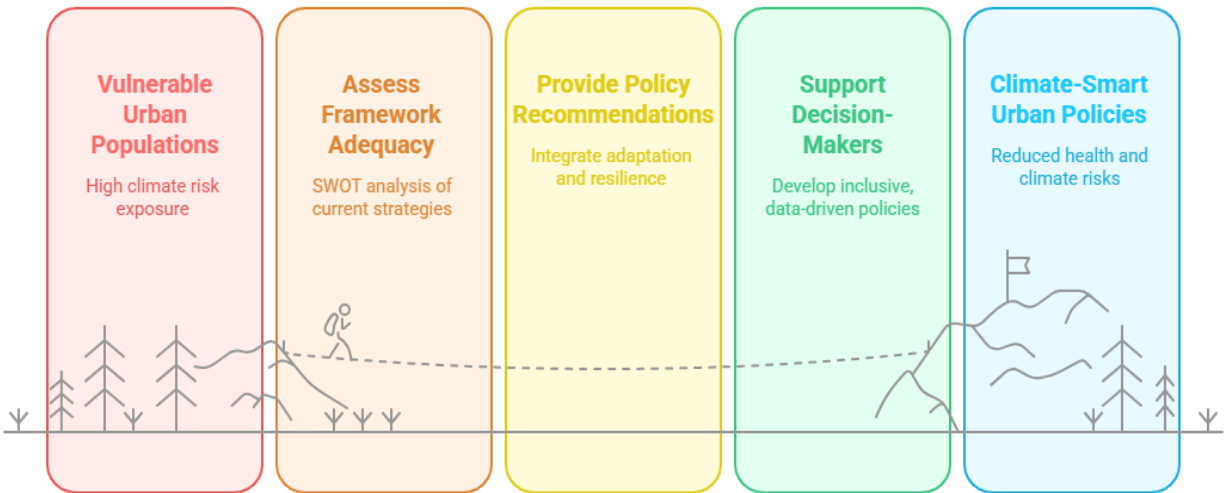 Vulnerable
Urban
Populations
High climate risk
exposure
Assess
Framework
Adequacy
SWOT analysis of
current strategies
Provide Policy
Recommendations
Integrate adaptation
and resilience
Support
Decision-
Makers
Develop inclusive,
data-driven policies
Climate-Smart
Urban Policies
Reduced health and
climate risks